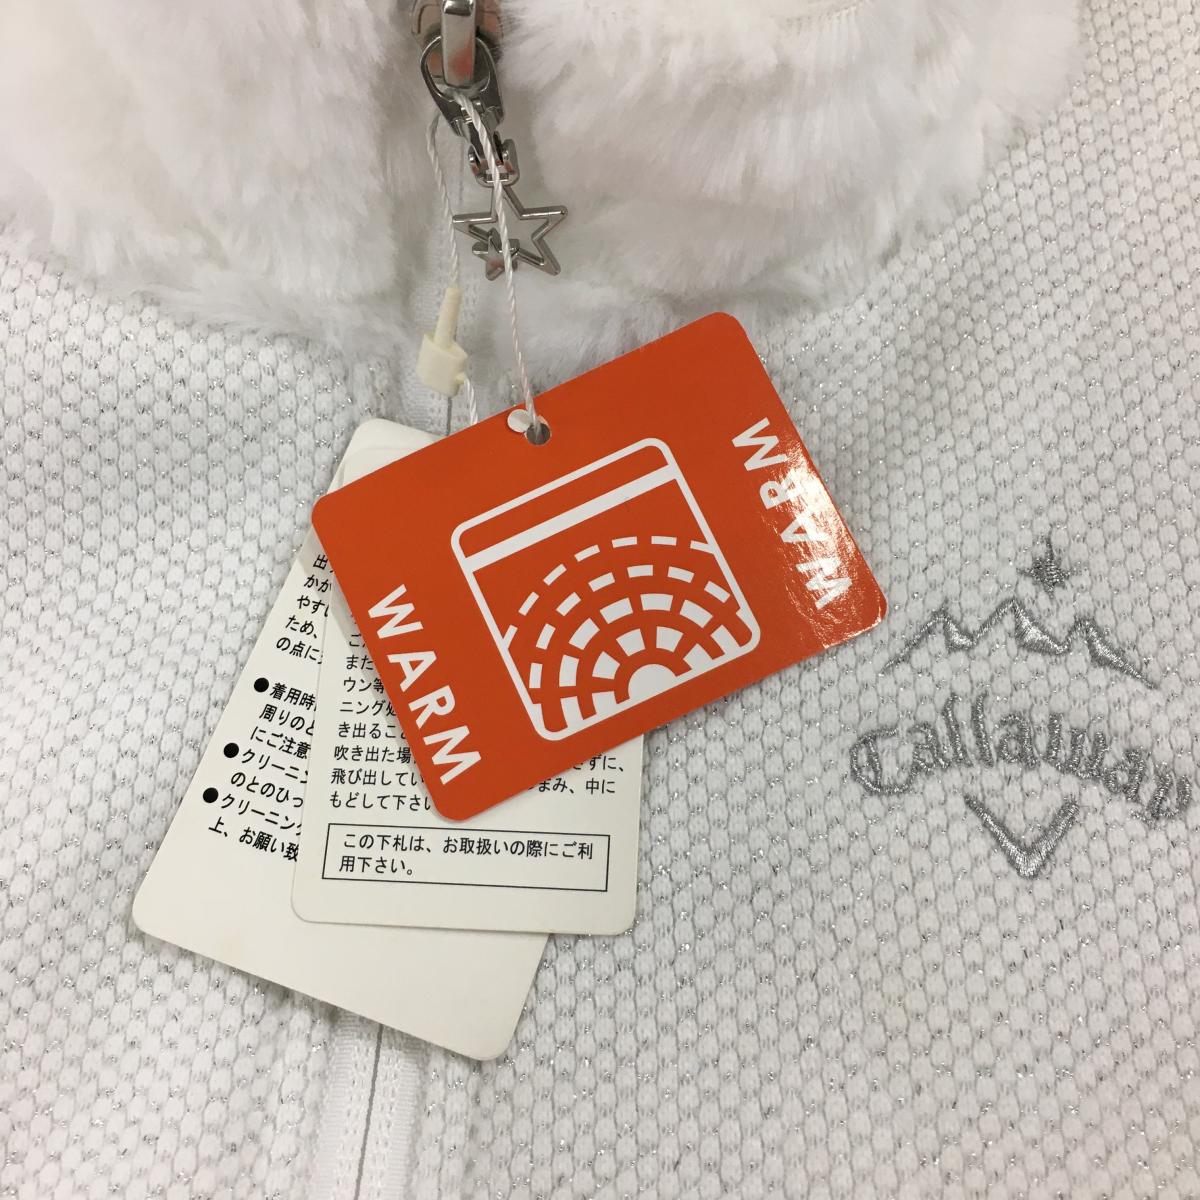 WARM
WARM
Callaway
出
かか
やすい
ため、
の点に
●着用時
周りのと
にご注意
●クリーニン
のとのひっ
●クリーニング
上、お願い致
また
ウン等
ニング処
き出るこ
吹き出た場
さずに、
飛び出してい
まみ、中に
もどして下さい
この下札は、お取扱いの際にご利
用下さい。